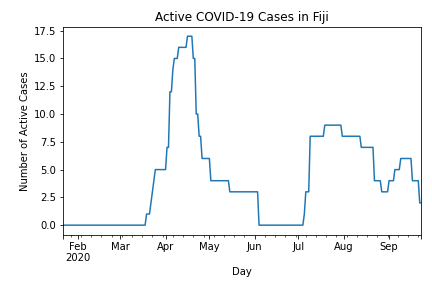 Active COVID-19 Cases in Fiji
17.5
15.0
12.5
10.0
7.5
5.0
2.5
0.0
Number of Active Cases
Feb Mar Apr May Jun Jul Aug Sep
2020
Day